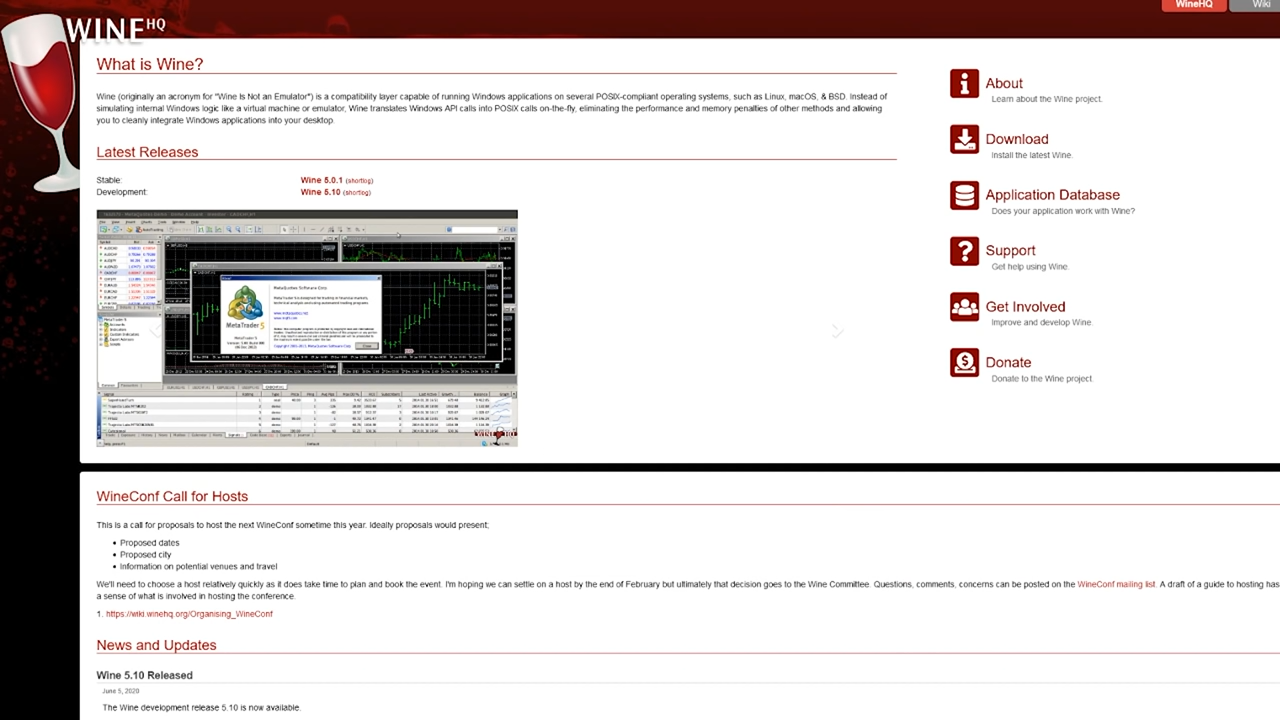 WINE HQ
WineHQ
Wiki
What is Wine?
Wine (originally an acronym for "Wine Is Not an Emulator") is a compatibility layer capable of running Windows applications on several POSIX-compliant operating systems, such as Linux, macOS, & BSD. Instead of
simulating internal Windows logic like a virtual machine or emulator, Wine translates Windows API calls into POSIX calls on-the-fly, eliminating the performance and memory penalties of other methods and allowing
you to cleanly integrate Windows applications into your desktop.
Latest Releases
Stable: Wine 5.0.1 (shortlog)
Development: Wine 5.10 (shortlog)
MetaQuotes Software Corp.
MetaTrader 5
MetaTrader 5
About
Learn about the Wine project.
Download
Install the latest Wine.
Application Database
Does your application work with Wine?
Support
Get help using Wine.
Get Involved
Improve and develop Wine.
Donate
Donate to the Wine project.
WineConf Call for Hosts
This is a call for proposals to host the next WineConf sometime this year. Ideally proposals would present;
• Proposed dates
• Proposed city
• Information on potential venues and travel
We'll need to choose a host relatively quickly as it does take time to plan and book the event. I'm hoping we can settle on a host by the end of February but ultimately that decision goes to the Wine Committee. Questions, comments, concerns can be posted on the WineConf mailing list. A draft of a guide to hosting has
a sense of what is involved in hosting the conference.
1. https://wiki.winehq.org/Organising_WineConf
News and Updates
Wine 5.10 Released
June 5, 2020
The Wine development release 5.10 is now available.